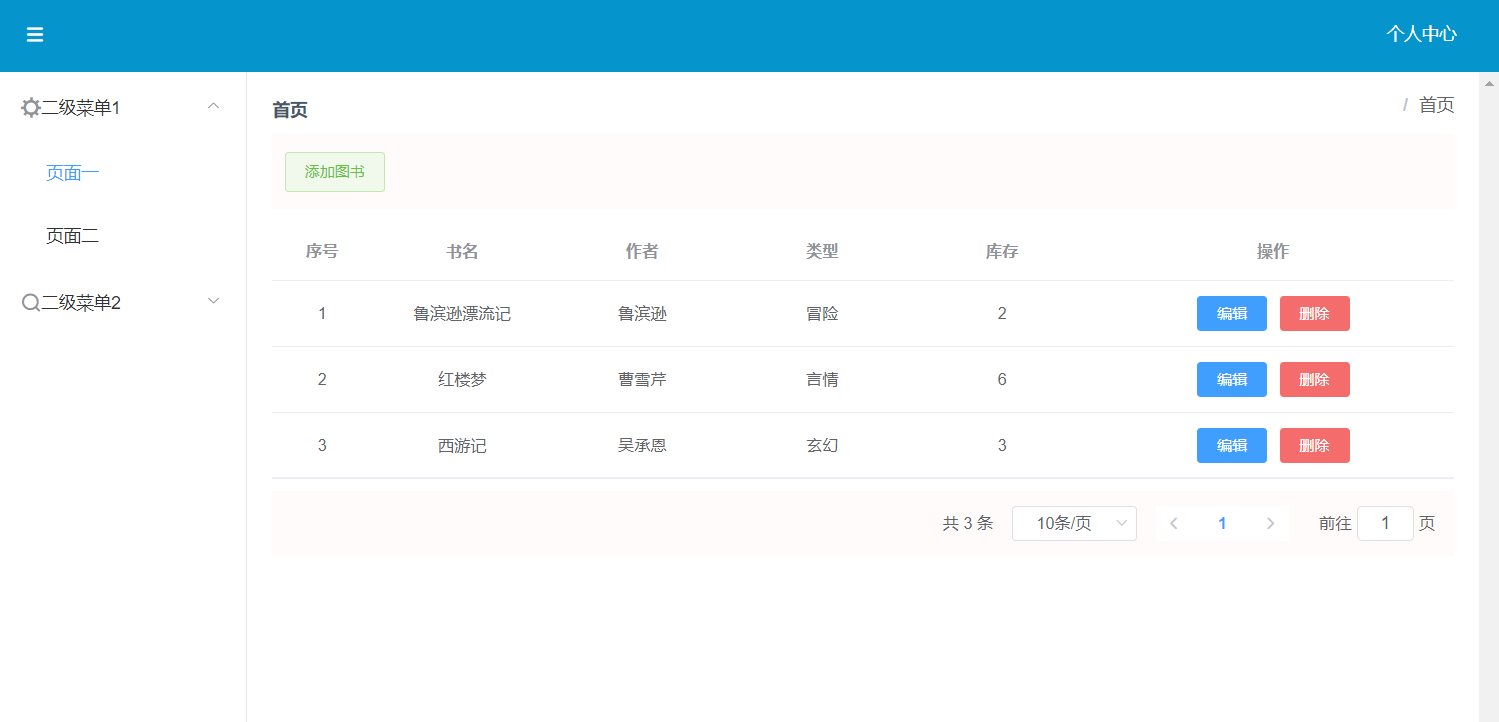 个人中心
二级菜单1
页面一
页面二
二级菜单2
首页
/ 首页
添加图书
序号 书名 作者 类型 库存 操作
1 鲁滨逊漂流记 鲁滨逊 冒险 2 编辑 删除
2 红楼梦 曹雪芹 言情 6 编辑 删除
3 西游记 吴承恩 玄幻 3 编辑 删除
共 3 条 10条/页 1 前往 1 页